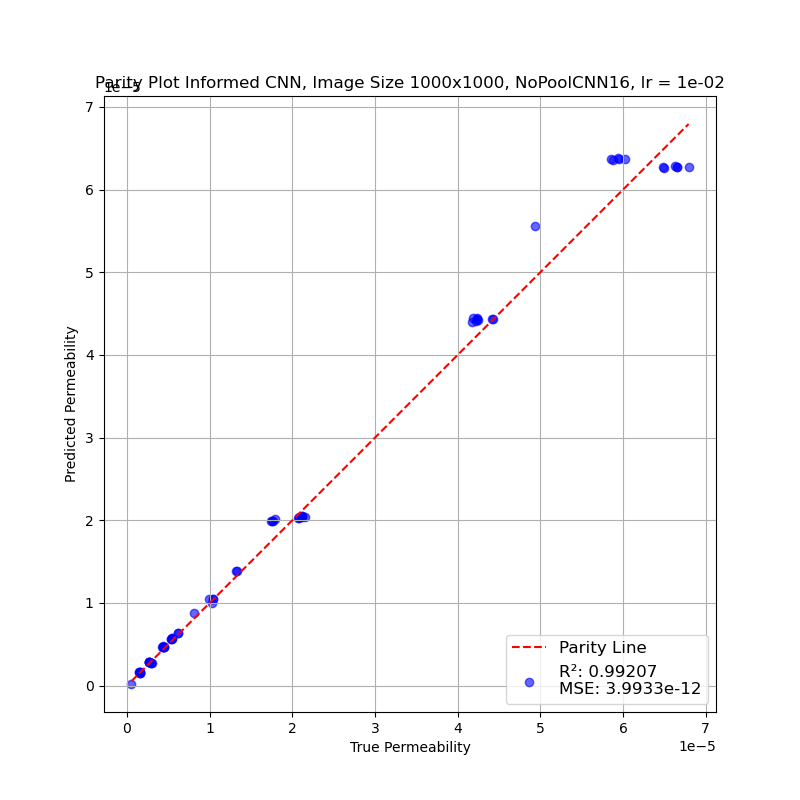 Parity Plot Informed CNN, Image Size 1000x1000, NoPoolCNN16, lr = 1e-02
1e−5
7
6
5
4
3
2
1
0
Predicted Permeability
Parity Line
R²: 0.99207
MSE: 3.9933e-12
0 1 2 3 4 5 6 7
True Permeability
1e−5